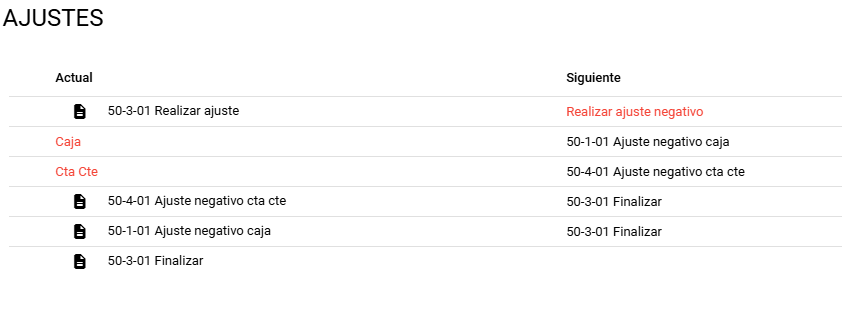 AJUSTES
Actual Siguiente
50-3-01 Realizar ajuste Realizar ajuste negativo
Caja 50-1-01 Ajuste negativo caja
Cta Cte 50-4-01 Ajuste negativo cta cte
50-4-01 Ajuste negativo cta cte 50-3-01 Finalizar
50-1-01 Ajuste negativo caja 50-3-01 Finalizar
50-3-01 Finalizar